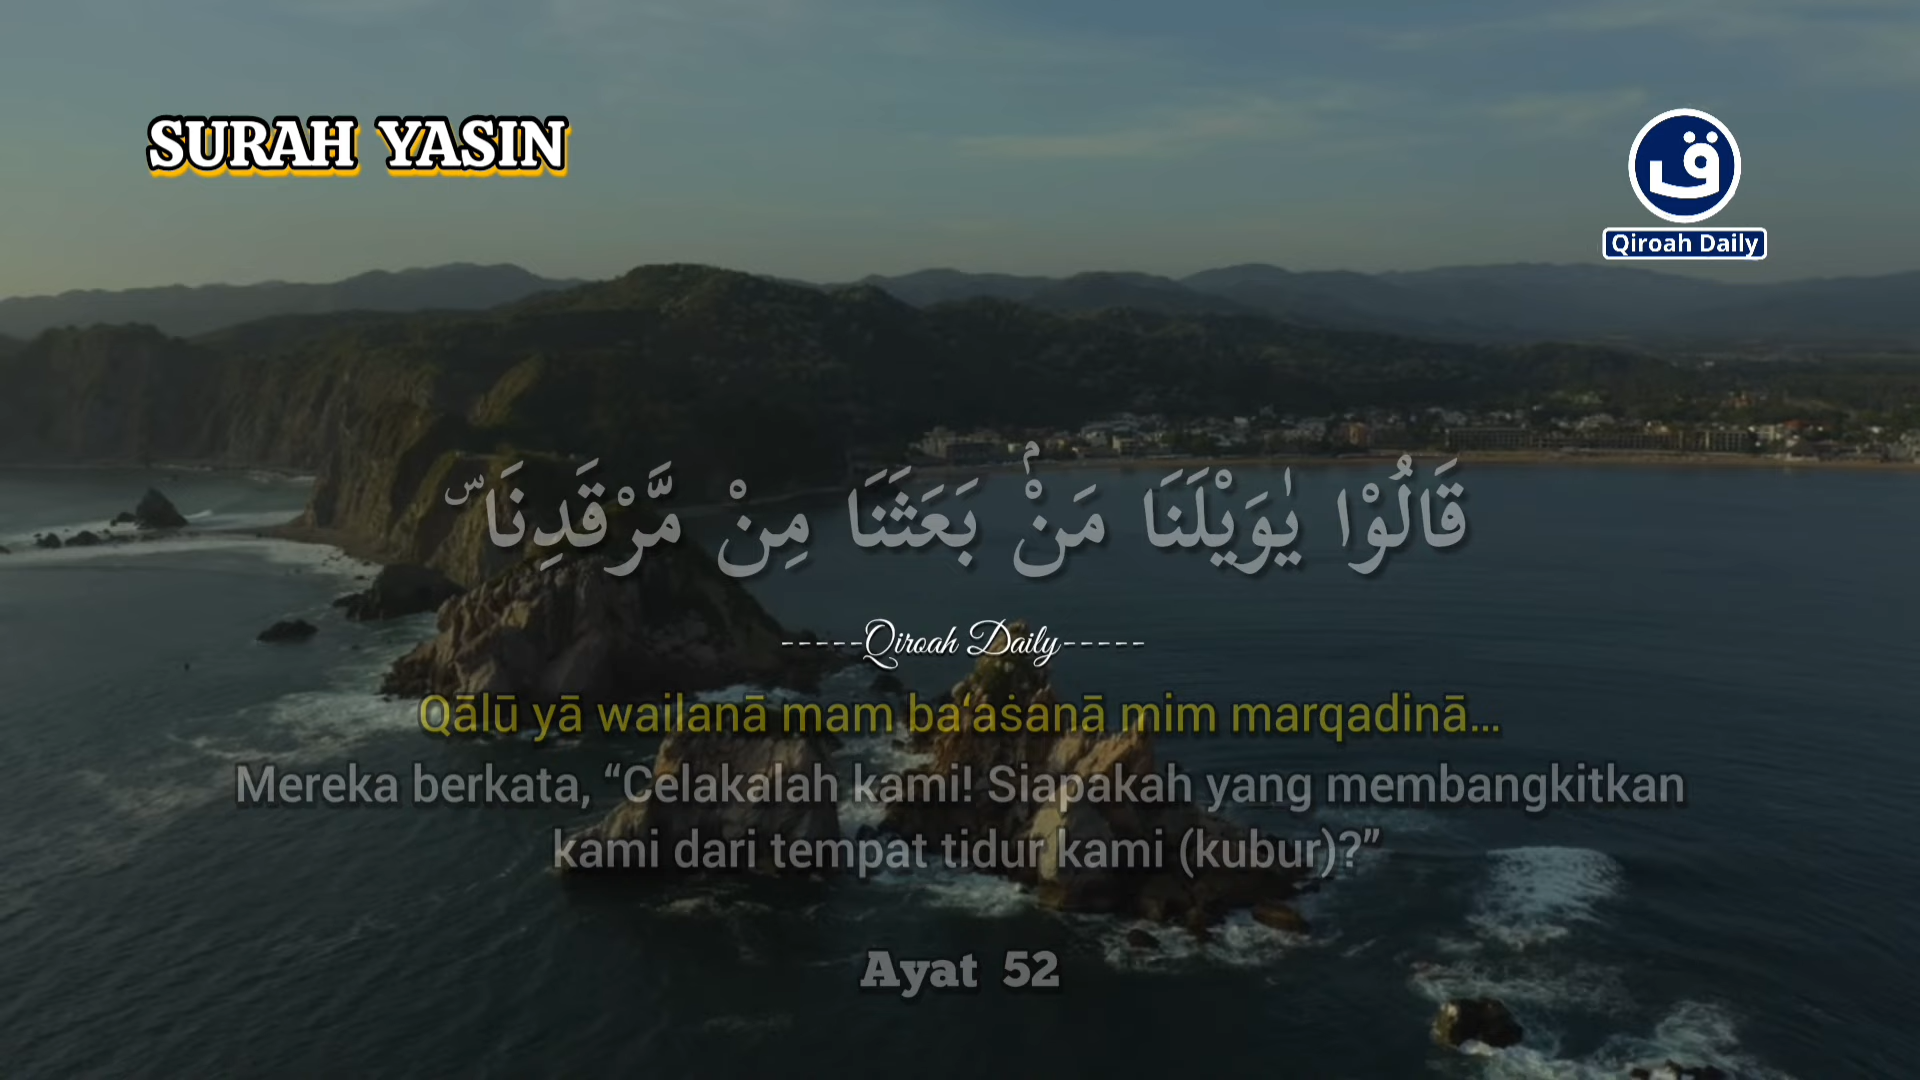 SURAH YASIN
ق
Qiroah Daily
قَالُوْا يٰوَيْلَنَا مَنْۢ بَعَثَنَا مِنْ مَّرْقَدِنَا ۜ
-----Qiroah Daily-----
Qālū yā wailanā mam ba‘aṡanā mim marqadinā...
Mereka berkata, “Celakalah kami! Siapakah yang membangkitkan
kami dari tempat tidur kami (kubur)?”
Ayat 52